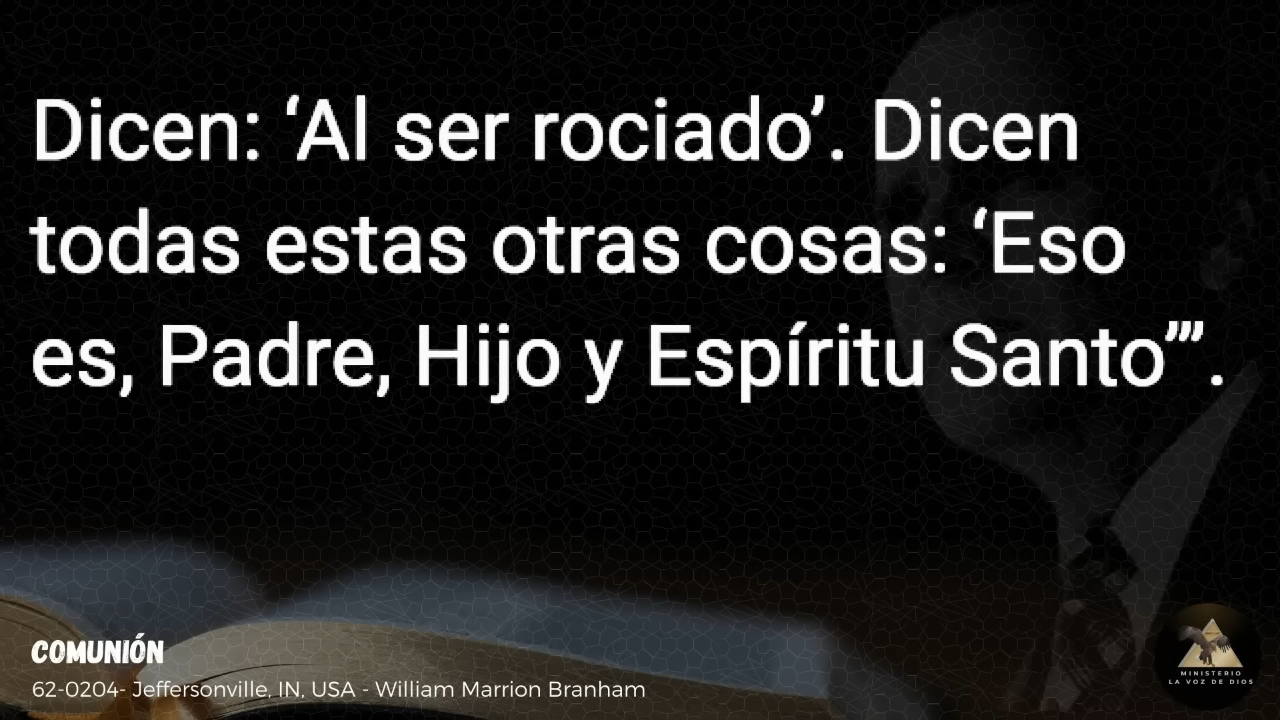 Dicen: ‘Al ser rociado’. Dicen
todas estas otras cosas: ‘Eso
es, Padre, Hijo y Espíritu Santo’”.
COMUNIÓN
62-0204- Jeffersonville, IN, USA - William Marrion Branham
MINISTERIO
LA VOZ DE DIOS